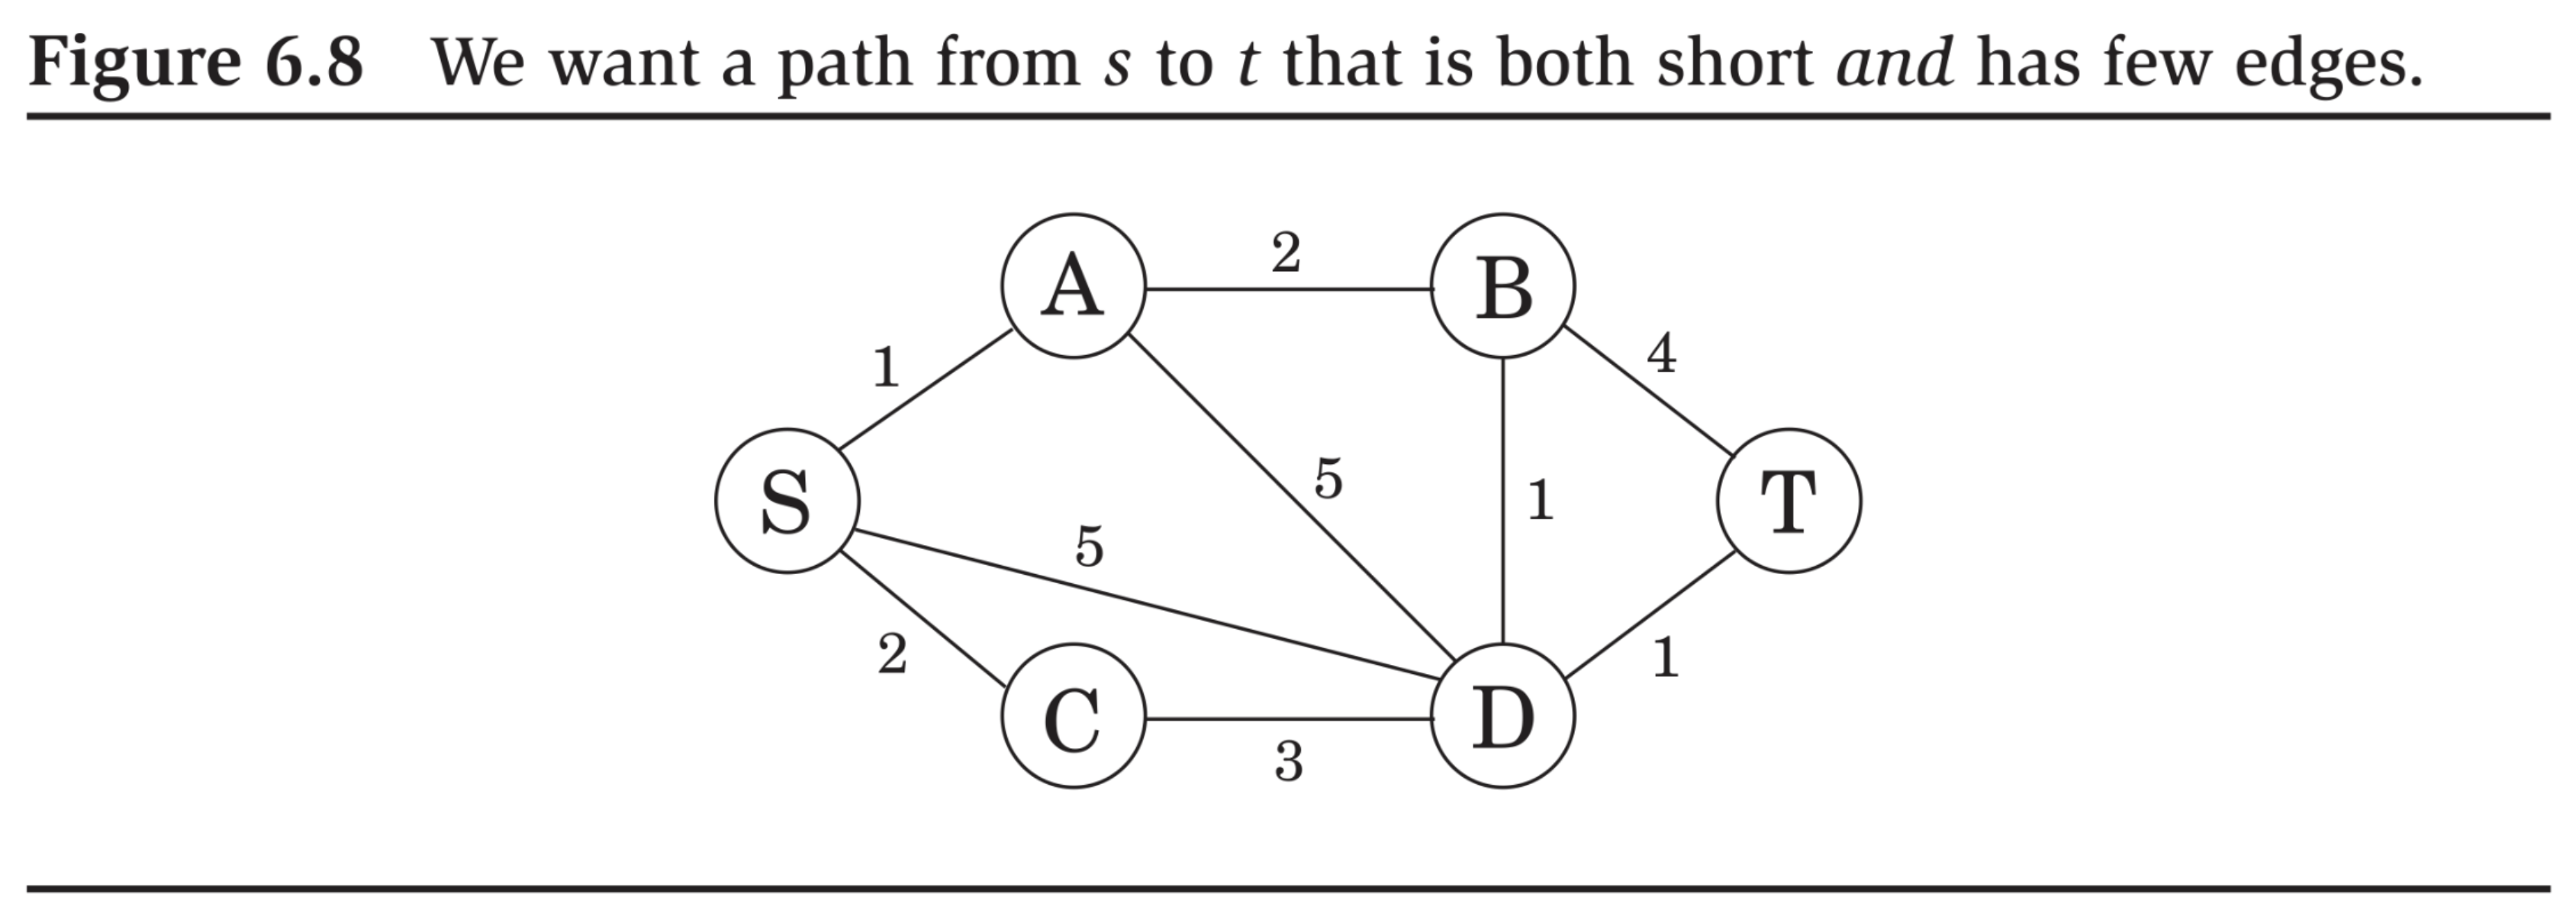 Figure 6.8 We want a path from s to t that is both short and has few edges.
A
2
B
1
4
S
5
5
1
T
2
1
C
3
D